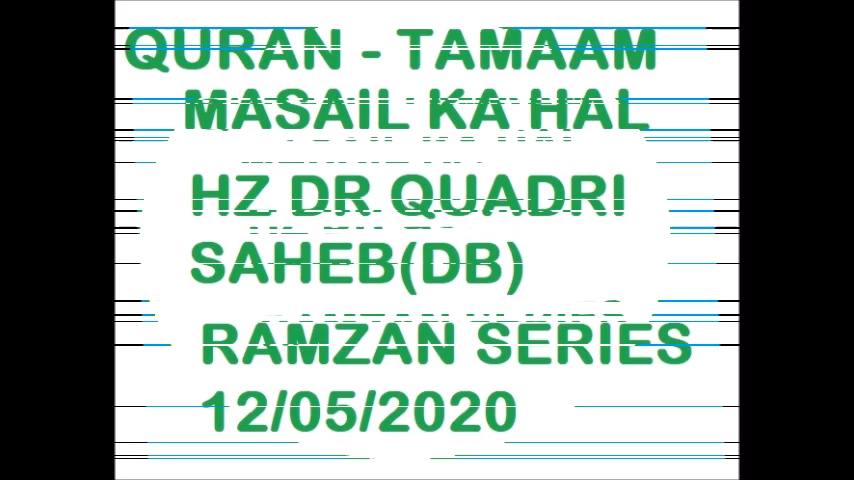 QURAN - TAMAAM
MASAIL KA HAL
HZ DR QUADRI
SAHEB(DB)
RAMZAN SERIES
12/05/2020